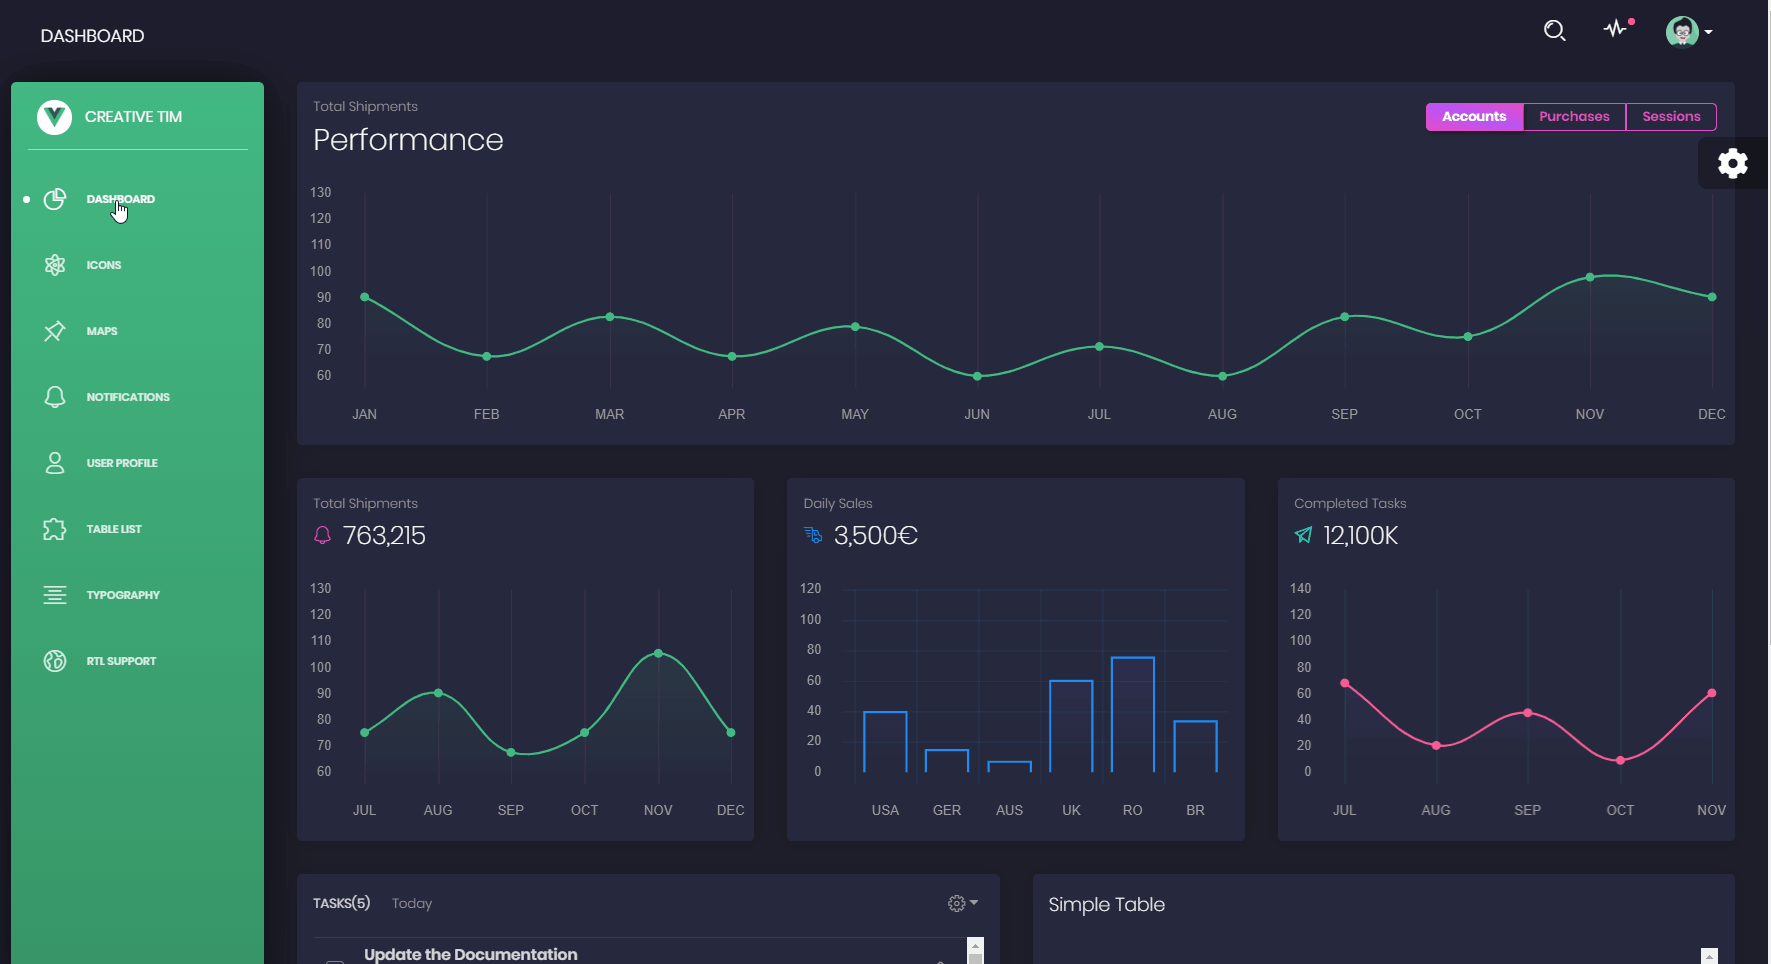 DASHBOARD
CREATIVE TIM
DASHBOARD
ICONS
MAPS
NOTIFICATIONS
USER PROFILE
TABLE LIST
TYPOGRAPHY
RTL SUPPORT
Total Shipments
Performance
Accounts Purchases Sessions
130
120
110
100
90
80
70
60
JAN FEB MAR APR MAY JUN JUL AUG SEP OCT NOV DEC
Total Shipments
763,215
130
120
110
100
90
80
70
60
JUL AUG SEP OCT NOV DEC
Daily Sales
3,500€
120
100
80
60
40
20
0
USA GER AUS UK RO BR
Completed Tasks
12,100K
140
120
100
80
60
40
20
0
JUL AUG SEP OCT NOV
TASKS(5) Today
Update the Documentation
Simple Table